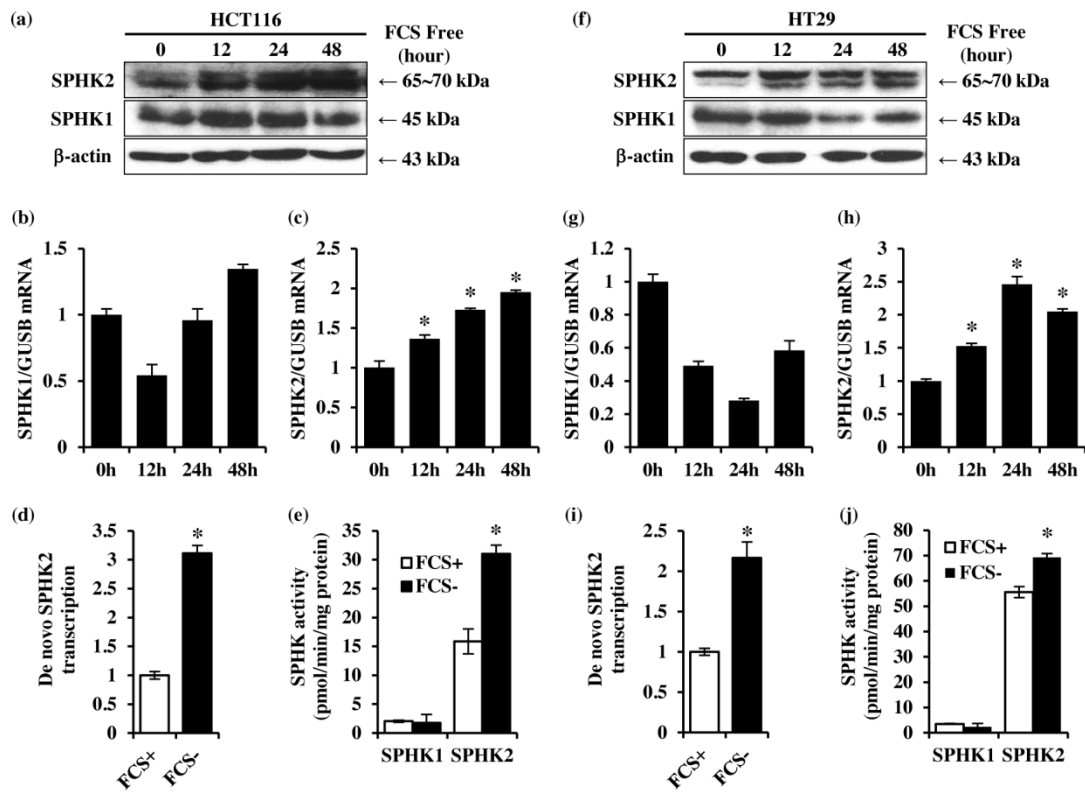 (a)
HCT116
0 12 24 48
FCS Free
(hour)
SPHK2
← 65~70 kDa
SPHK1
← 45 kDa
β-actin
← 43 kDa
(f)
HT29
0 12 24 48
FCS Free
(hour)
SPHK2
← 65~70 kDa
SPHK1
← 45 kDa
← 43 kDa
β-actin
(b)
SPHK1/GUSB mRNA
1.5
1
0.5
0
0h 12h 24h 48h
(c)
SPHK2/GUSB mRNA
2.5
2
1.5
1
0.5
0
* * *
0h 12h 24h 48h
(g)
SPHK1/GUSB mRNA
1.2
1
0.8
0.6
0.4
0.2
0
0h 12h 24h 48h
(h)
SPHK2/GUSB mRNA
3
2.5
2
1.5
1
0.5
0
* * *
0h 12h 24h 48h
(d)
De novo SPHK2
transcription
3.5
3
2.5
2
1.5
1
0.5
0
*
FCS+ FCS-
(e)
SPHK activity
(pmol/min/mg protein)
35
30
25
20
15
10
5
0
FCS+
FCS-
*
SPHK1 SPHK2
(i)
De novo SPHK2
transcription
2.5
2
1.5
1
0.5
0
*
FCS+ FCS-
(j)
SPHK activity
(pmol/min/mg protein)
80
70
60
50
40
30
20
10
0
FCS+
FCS-
*
SPHK1 SPHK2